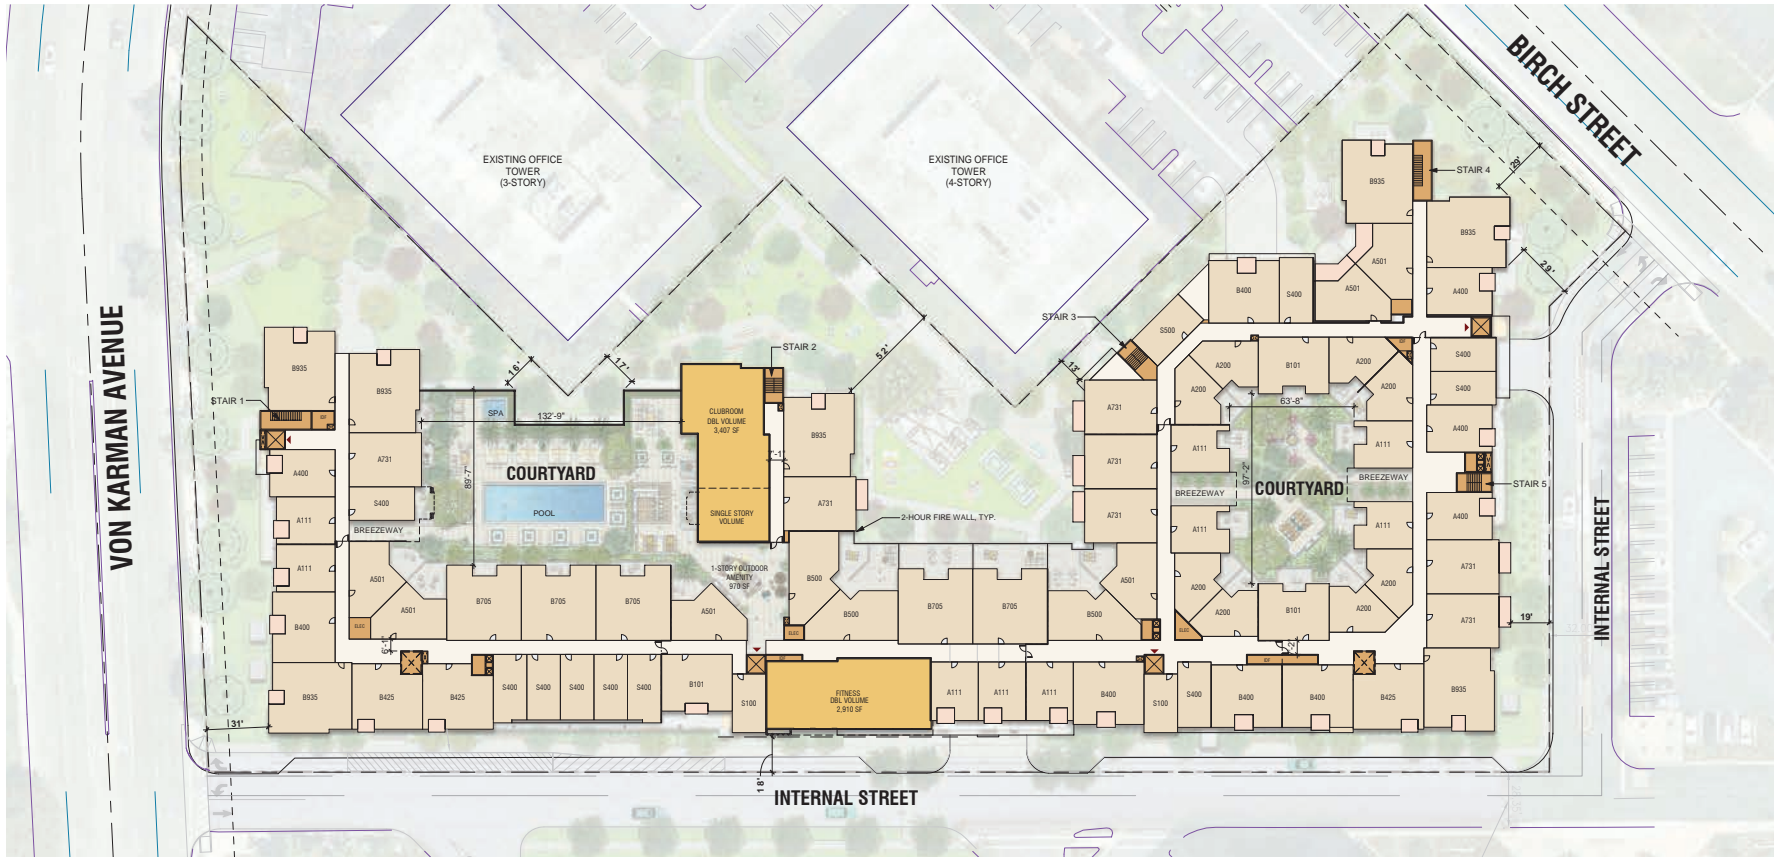 BIRCH STREET
EXISTING OFFICE
TOWER
(3-STORY)
EXISTING OFFICE
TOWER
(4-STORY)
29'
B935
STAIR 4
B935
29'
A501
A501
A400
B400
S400
STAIR 3
S500
13'
52'
VON KARMAN AVENUE
B935
B935
STAIR 1
16'
17'
STAIR 2
SPA
132'-9"
CLUBROOM
DBL VOLUME
3,407 SF
B935
A731
A200
B101
A200
A200
A200
S400
S400
63'-8"
A400
A731
A400
COURTYARD
89'-7"
A731
A111
A111
97'-2"
COURTYARD
BREEZEWAY
BREEZEWAY
STAIR 5
S400
A111
BREEZEWAY
POOL
SINGLE STORY
VOLUME
A731
2-HOUR FIRE WALL, TYP.
A731
A111
A111
A400
INTERNAL STREET
A111
A501
A501
ELEC
B705
B705
B705
A501
1-STORY OUTDOOR
AMENITY
970 SF
B500
B500
ELEC
B705
B705
B500
A501
A200
A200
B101
A200
A200
ELEC
A731
A731
19'
B400
6'-1"
B935
B425
B425
S400
S400
S400
S400
S400
B101
S100
FITNESS
DBL VOLUME
2,910 SF
A111
A111
A111
B400
S100
S400
B400
B400
B425
B935
31'
18'
INTERNAL STREET